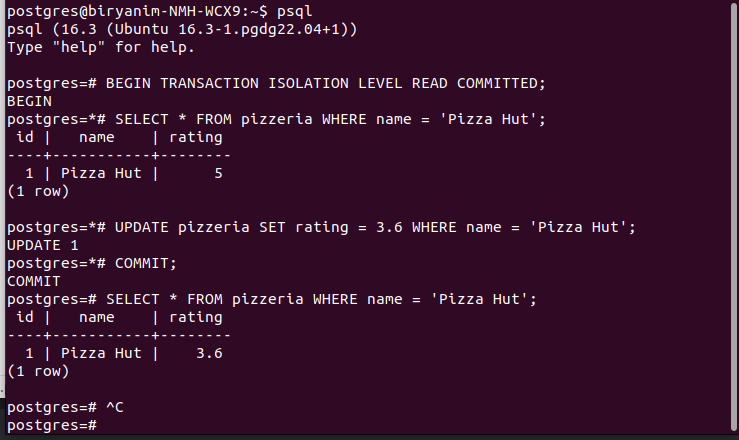 postgres@biryanim-NMH-WCX9:~$ psql
psql (16.3 (Ubuntu 16.3-1.pgdg22.04+1))
Type "help" for help.
postgres=# BEGIN TRANSACTION ISOLATION LEVEL READ COMMITTED;
BEGIN
postgres=*# SELECT * FROM pizzeria WHERE name = 'Pizza Hut';
 id |   name    | rating
----+-----------+--------
  1 | Pizza Hut |      5
(1 row)
postgres=*# UPDATE pizzeria SET rating = 3.6 WHERE name = 'Pizza Hut';
UPDATE 1
postgres=*# COMMIT;
COMMIT
postgres=# SELECT * FROM pizzeria WHERE name = 'Pizza Hut';
 id |   name    | rating
----+-----------+--------
  1 | Pizza Hut |    3.6
(1 row)
postgres=# ^C
postgres=#